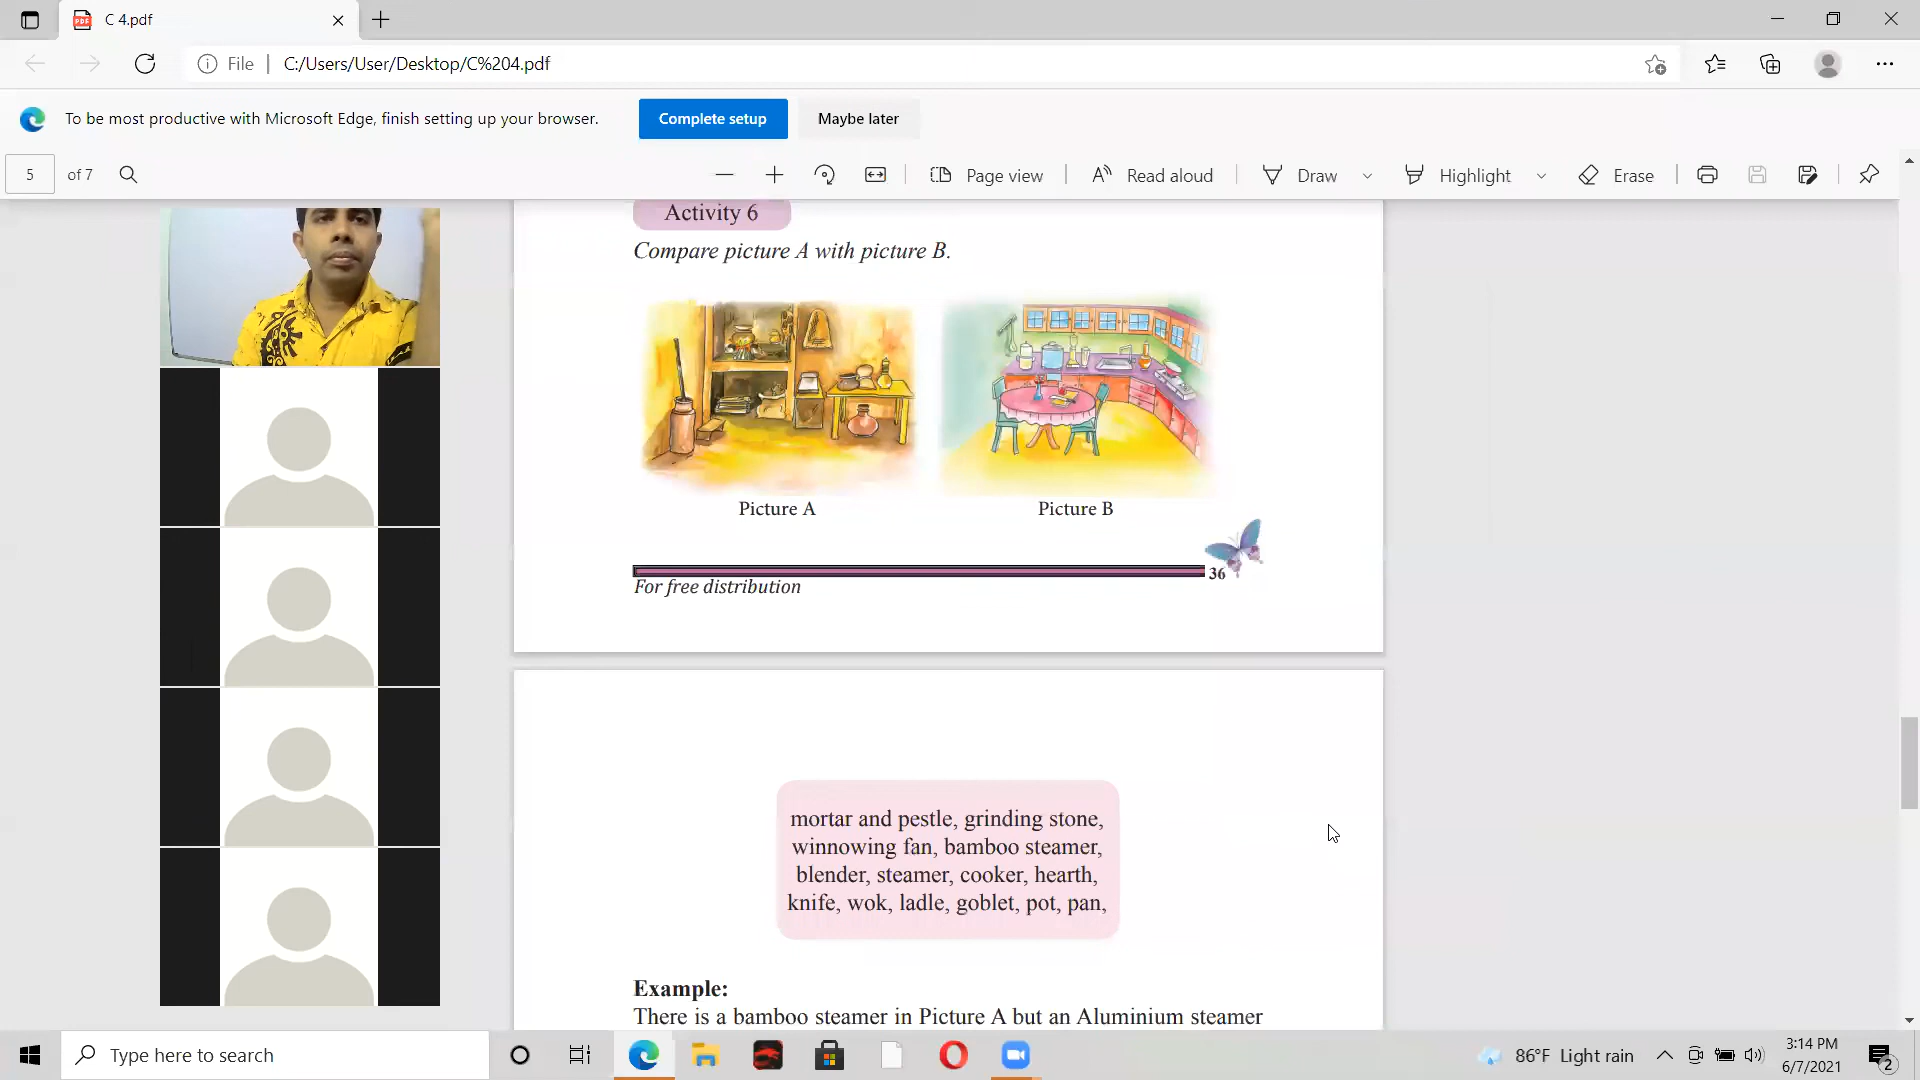 C 4.pdf
File
C:/Users/User/Desktop/C%204.pdf
To be most productive with Microsoft Edge, finish setting up your browser.
Complete setup
Maybe later
5 of 7
Page view
Read aloud
Draw
Highlight
Erase
Activity 6
Compare picture A with picture B.
Picture A
Picture B
36
For free distribution
mortar and pestle, grinding stone,
winnowing fan, bamboo steamer,
blender, steamer, cooker, hearth,
knife, wok, ladle, goblet, pot, pan,
Example:
There is a bamboo steamer in Picture A but an Aluminium steamer
Type here to search
86°F Light rain
3:14 PM
6/7/2021
2